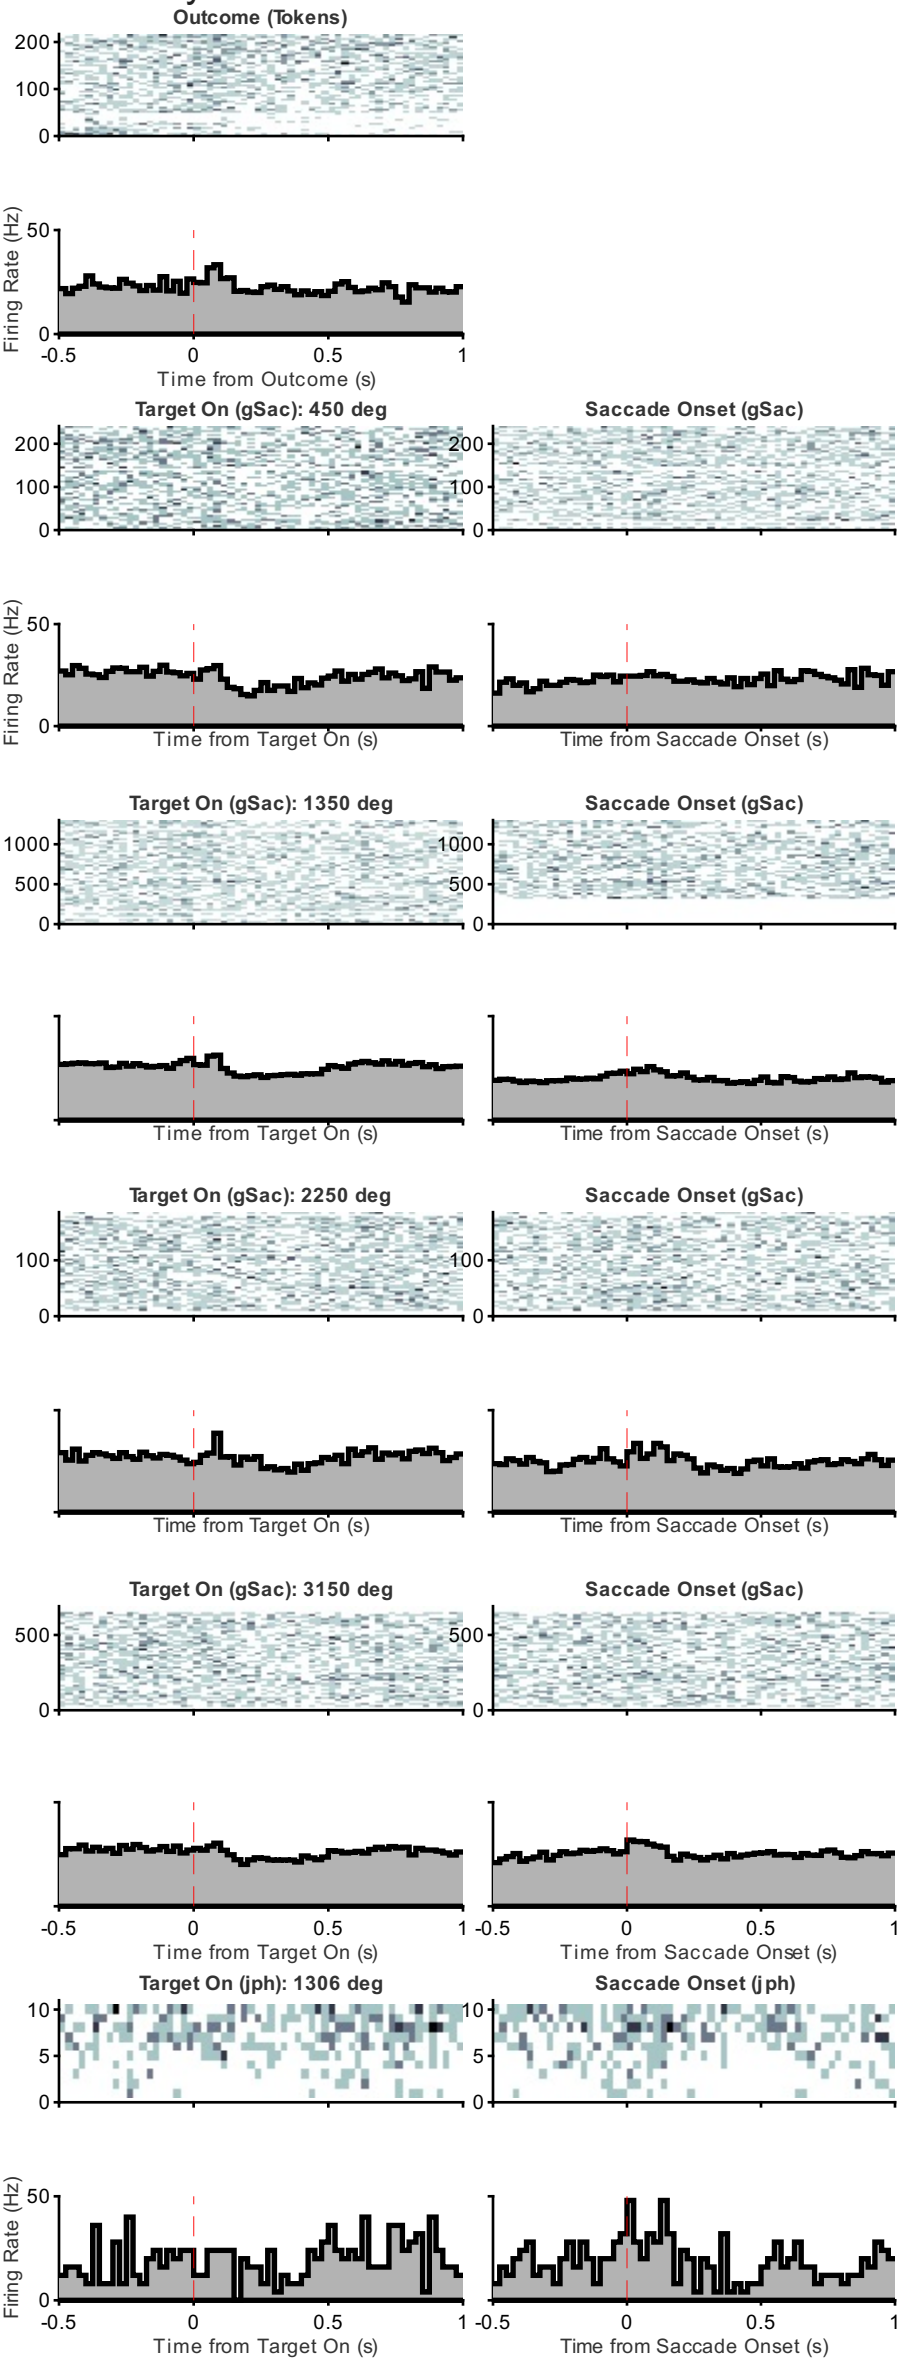 Outcome (Tokens)
200
100
0
Firing Rate (Hz)
50
0
-0.5 0 0.5 1
Time from Outcome (s)
Target On (gSac): 450 deg Saccade Onset (gSac)
200 200
100 100
0 0
Firing Rate (Hz)
50
0
Time from Target On (s) Time from Saccade Onset (s)
Target On (gSac): 1350 deg Saccade Onset (gSac)
1000 1000
500 500
0 0
Time from Target On (s) Time from Saccade Onset (s)
Target On (gSac): 2250 deg Saccade Onset (gSac)
100 100
0 0
Time from Target On (s) Time from Saccade Onset (s)
Target On (gSac): 3150 deg Saccade Onset (gSac)
500 500
0 0
-0.5 0 0.5 1 -0.5 0 0.5 1
Time from Target On (s) Time from Saccade Onset (s)
Target On (jph): 1306 deg Saccade Onset (jph)
10 10
5 5
0 0
Firing Rate (Hz)
50
0
-0.5 0 0.5 1 -0.5 0 0.5 1
Time from Target On (s) Time from Saccade Onset (s)